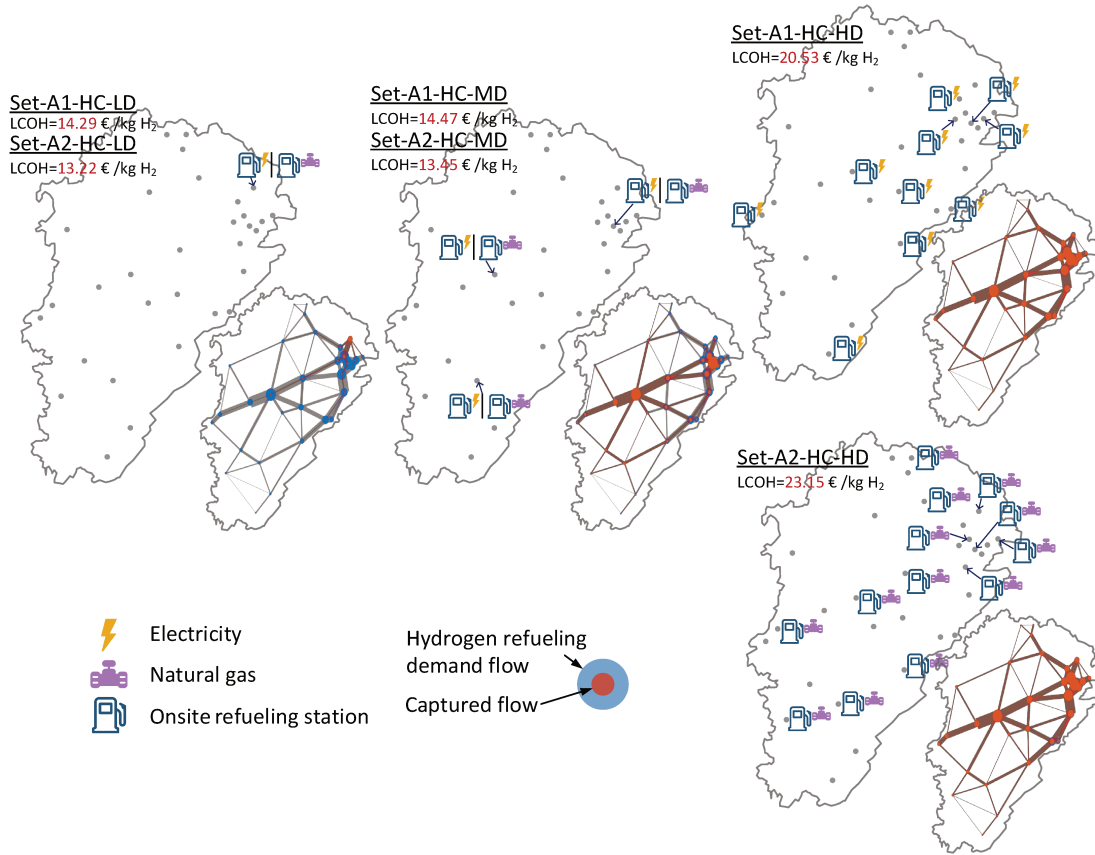 Set-A1-HC-LD
LCOH=14.29 € /kg H₂
Set-A2-HC-LD
LCOH=13.22 € /kg H₂
Set-A1-HC-MD
LCOH=14.47 € /kg H₂
Set-A2-HC-MD
LCOH=13.45 € /kg H₂
Set-A1-HC-HD
LCOH=20.53 € /kg H₂
Set-A2-HC-HD
LCOH=23.15 € /kg H₂
Electricity
Natural gas
Onsite refueling station
Hydrogen refueling
demand flow
Captured flow